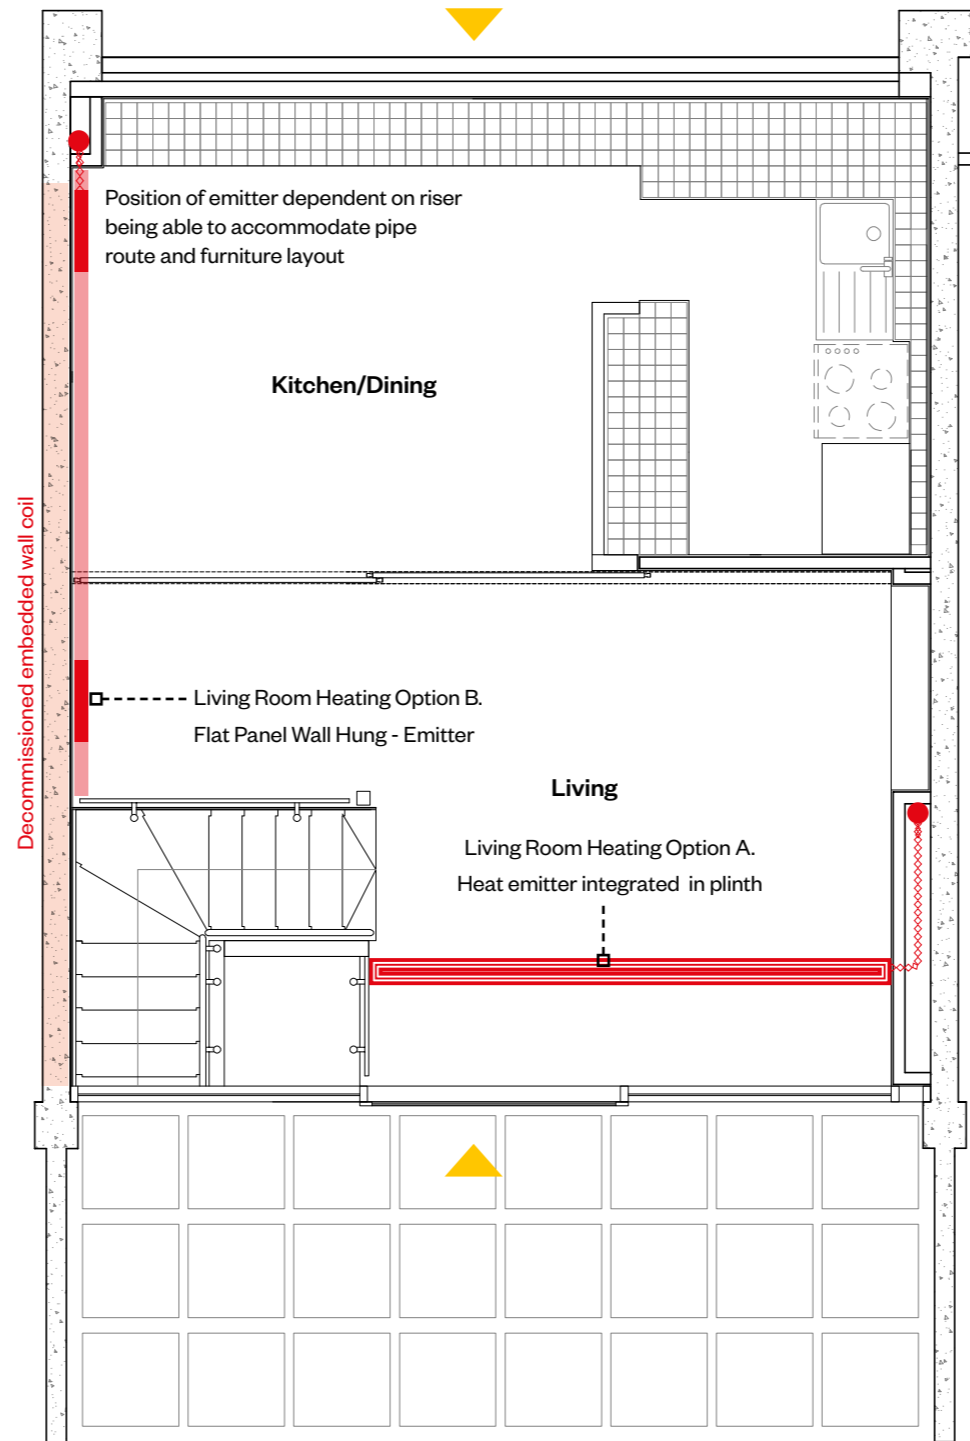 Position of emitter dependent on riser
being able to accommodate pipe
route and furniture layout
Kitchen/Dining
Decommissioned embedded wall coil
Living Room Heating Option B.
Flat Panel Wall Hung - Emitter
Living
Living Room Heating Option A.
Heat emitter integrated in plinth